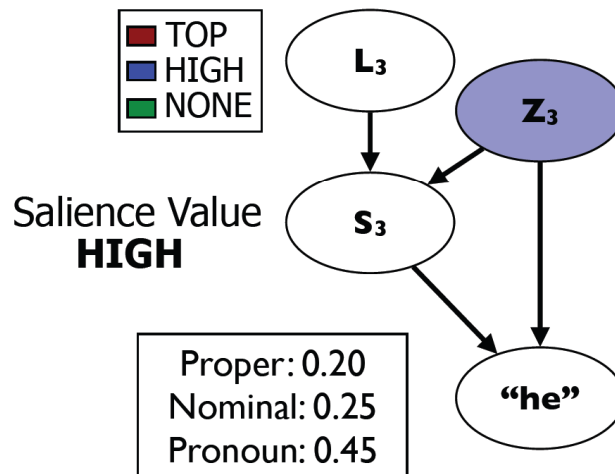 TOP
HIGH
NONE
L3
Z3
S3
Salience Value
HIGH
Proper: 0.20
Nominal: 0.25
Pronoun: 0.45
“he”